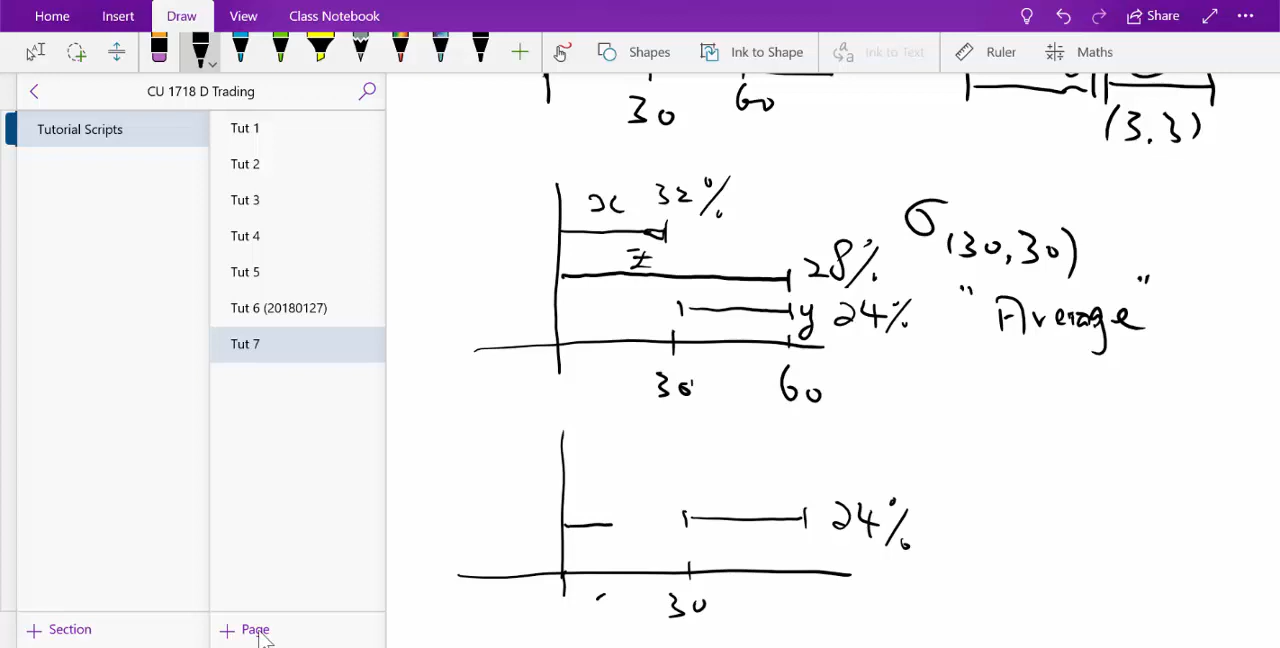 Home Insert Draw View Class Notebook Share
Shapes Ink to Shape Ink to Text Ruler Maths
CU 1718 D Trading
Tutorial Scripts
Tut 1
Tut 2
Tut 3
Tut 4
Tut 5
Tut 6 (20180127)
Tut 7
+ Section
+ Page
30 60
(3.3)
x 32%
z 28%
y 24%
30 60
σ(30,30)
"Average"
24%
30